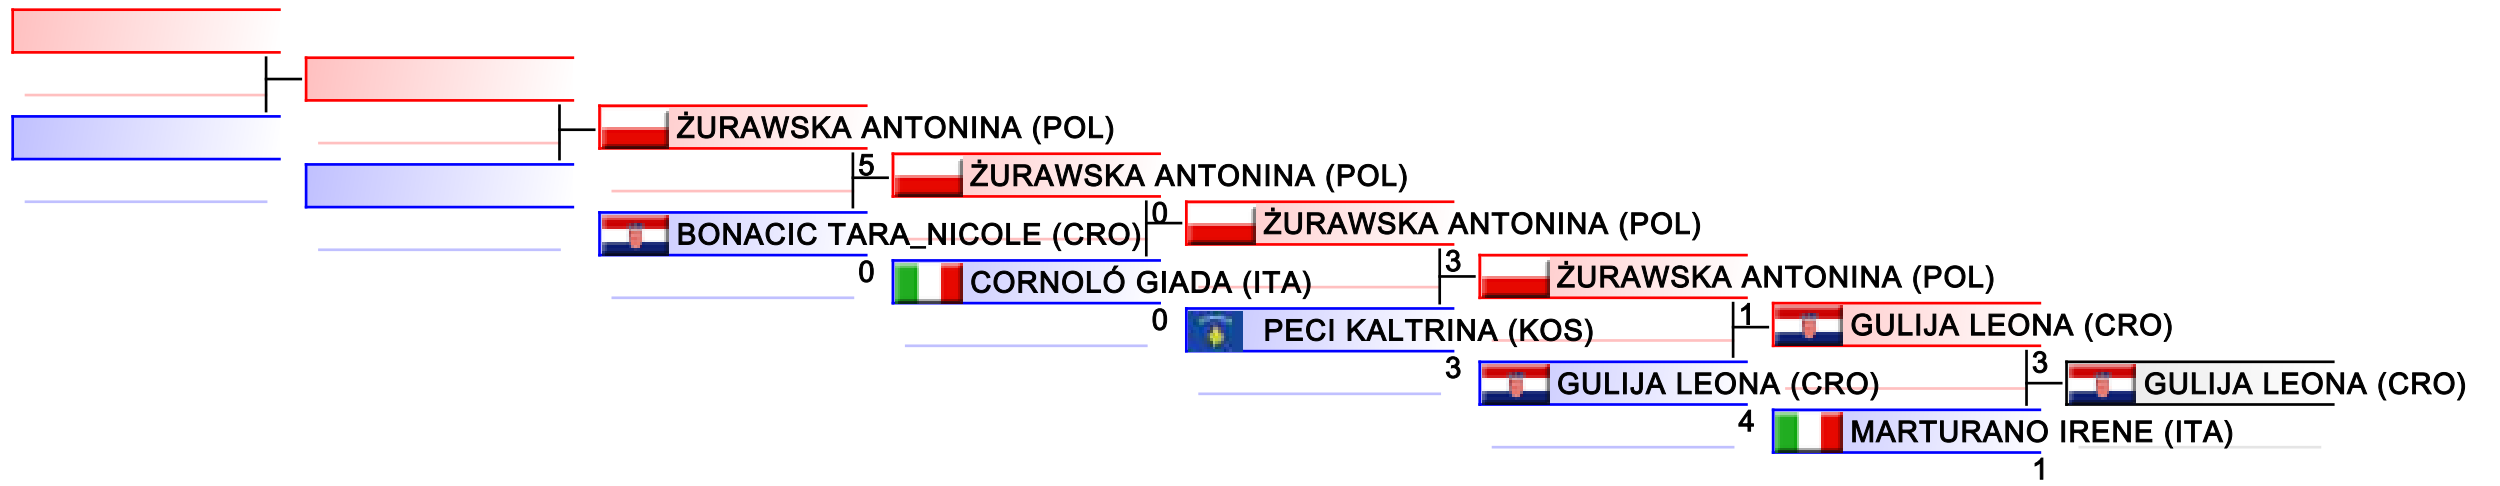 ŻURAWSKA ANTONINA (POL)
5
ŻURAWSKA ANTONINA (POL)
BONACIC TARA_NICOLE (CRO)
0
0
ŻURAWSKA ANTONINA (POL)
CORNOLÓ GIADA (ITA)
0
3
ŻURAWSKA ANTONINA (POL)
PECI KALTRINA (KOS)
3
1
GULIJA LEONA (CRO)
GULIJA LEONA (CRO)
4
3
GULIJA LEONA (CRO)
MARTURANO IRENE (ITA)
1